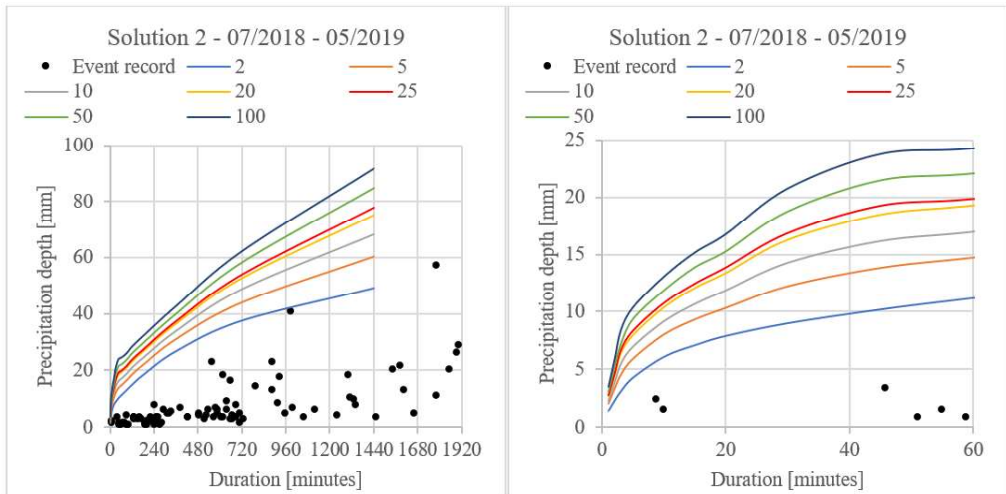 Solution 2 - 07/2018 - 05/2019
Event record 2 5
10 20 25
50 100
100
80
60
40
20
0
Precipitation depth [mm]
0 240 480 720 960 1200 1440 1680 1920
Duration [minutes]
Solution 2 - 07/2018 - 05/2019
Event record 2 5
10 20 25
50 100
25
20
15
10
5
0
Precipitation depth [mm]
0 20 40 60
Duration [minutes]